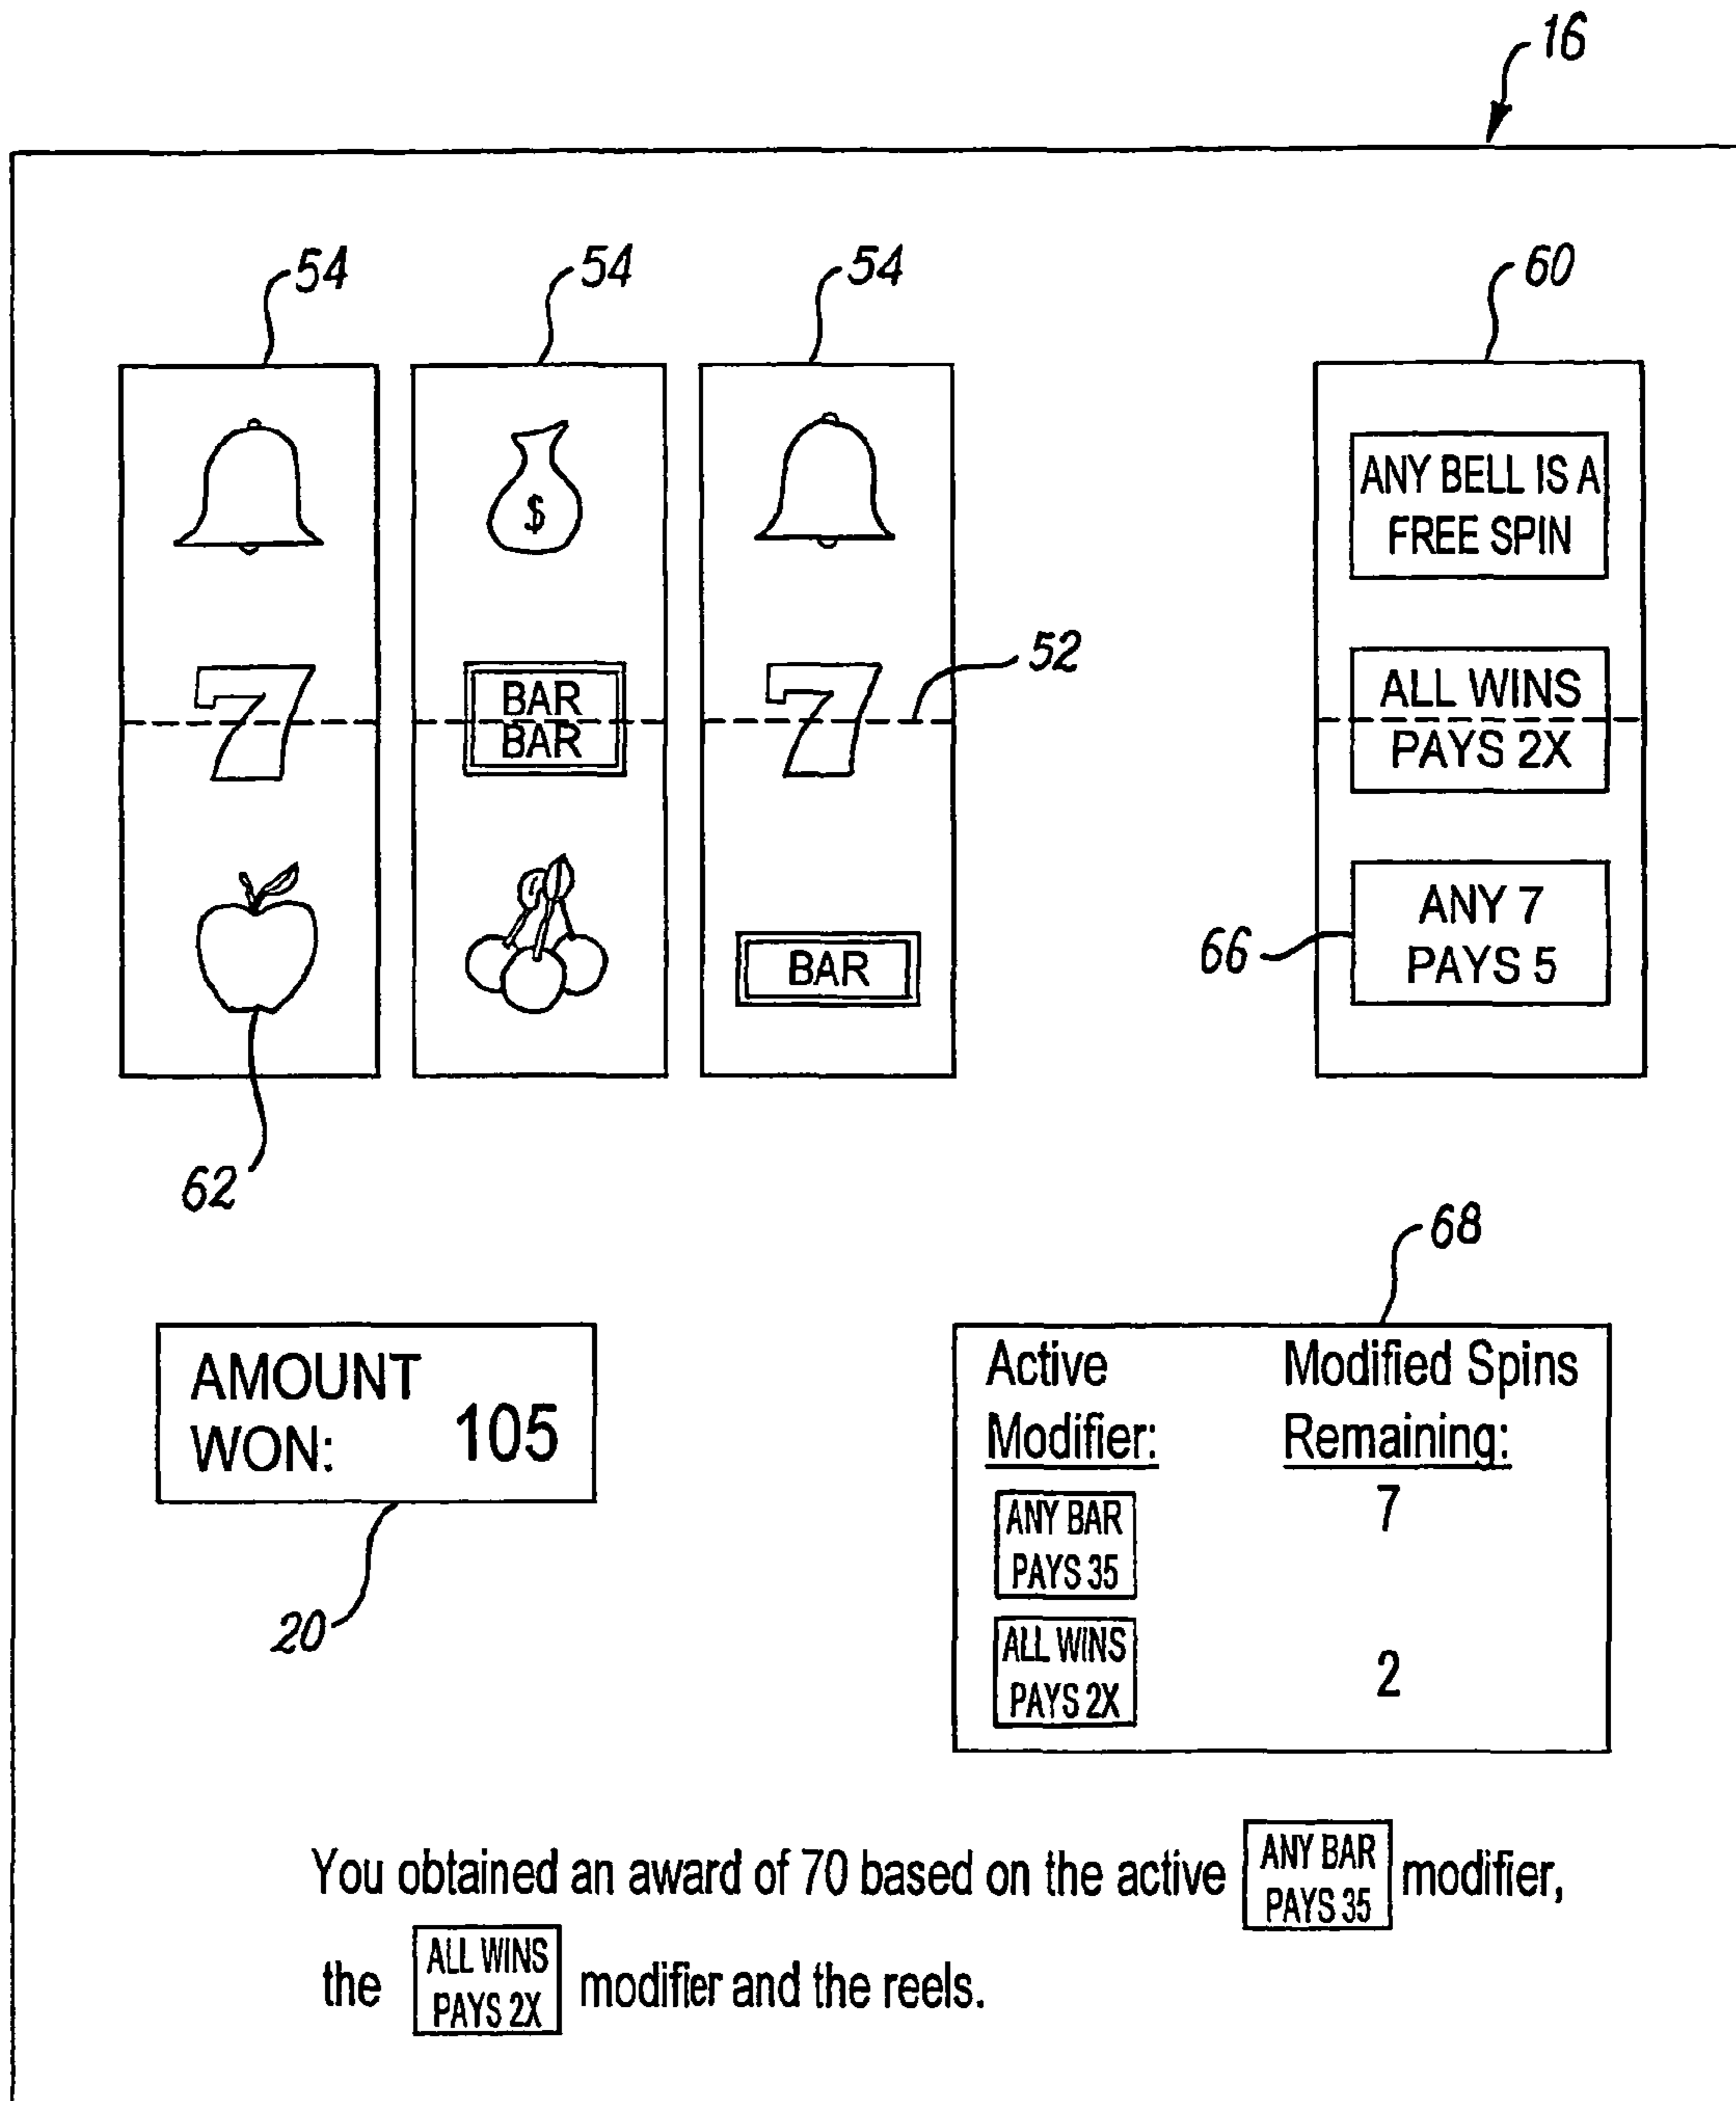 16
54 54 54 60
$
ANY BELL IS A
FREE SPIN
7 BAR BAR 7
52
ALL WINS
PAYS 2X
BAR
66
ANY 7
PAYS 5
62
68
AMOUNT
WON: 105
20
Active Modified Spins
Modifier: Remaining:
ANY BAR
PAYS 35
7
ALL WINS
PAYS 2X
2
You obtained an award of 70 based on the active ANY BAR PAYS 35 modifier,
the ALL WINS PAYS 2X modifier and the reels.